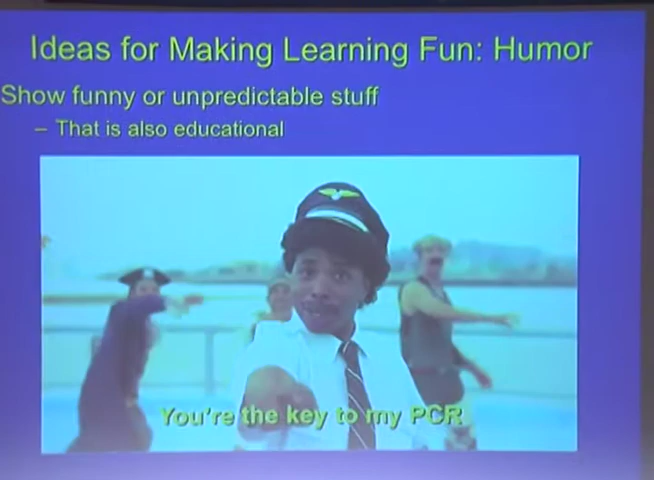 Ideas for Making Learning Fun: Humor
Show funny or unpredictable stuff
– That is also educational
You're the key to my PCR